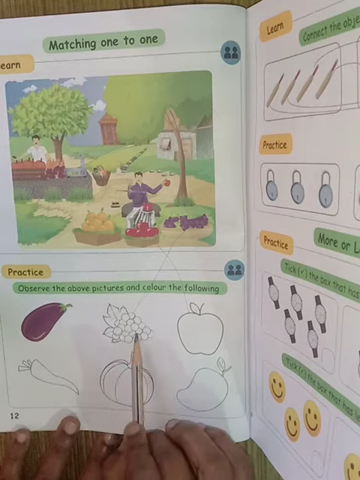 Matching one to one
earn
Practice
Observe the above pictures and colour the following
12
Learn
Connect the obje
Practice
Practice
More or L
Tick (✓) the box that has
Tick (✓) the box that has